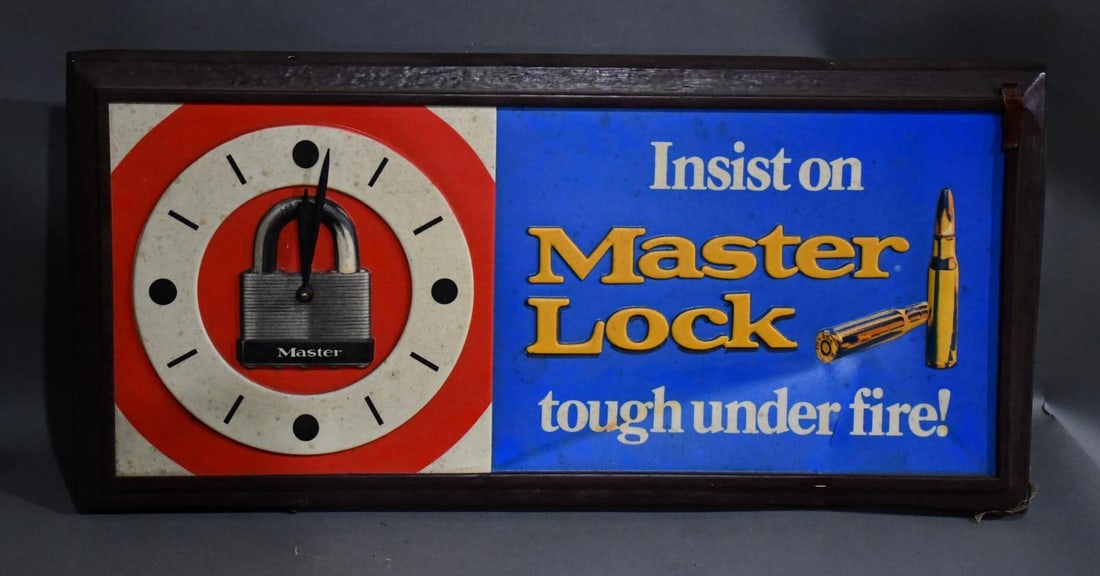 Master
Insist on
Master
Lock
tough under fire!